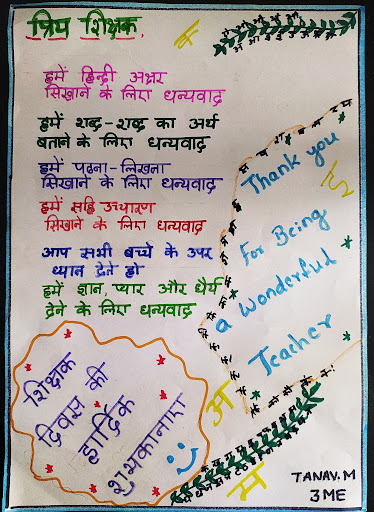 प्रिय शिक्षक,
हमें हिन्दी अक्षर
सिखाने के लिए धन्यवाद
हमें शब्द-शब्द का अर्थ
बताने के लिए धन्यवाद
हमें पढ़ना-लिखना
सिखाने के लिए धन्यवाद
हमें सहि उच्चारण
सिखाने के लिए धन्यवाद
आप सभी बच्चे के उपर
ध्यान देते हो
हमें ज्ञान, प्यार और धैर्य
देने के लिए धन्यवाद
Thank you
For Being
a wonderful
Teacher
शिक्षक
दिवस की
हार्दिक
शुभकामनाए
क
अ
म
TANAV.M
3ME